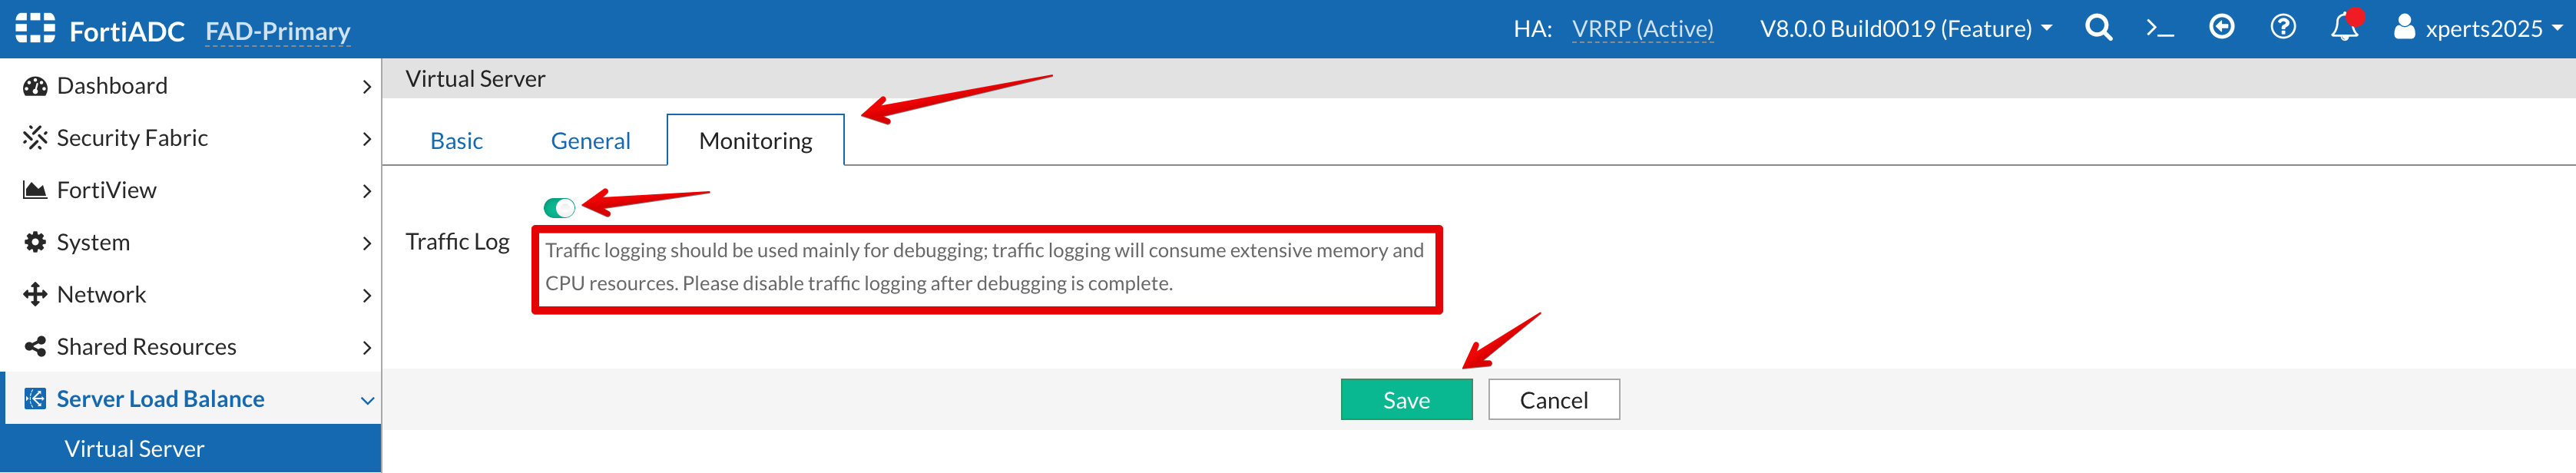 FortiADC FAD-Primary HA: VRRP (Active) V8.0.0 Build0019 (Feature) xperts2025
Dashboard
Security Fabric
FortiView
System
Network
Shared Resources
Server Load Balance
Virtual Server
Virtual Server
Basic General Monitoring
Traffic Log
Traffic logging should be used mainly for debugging; traffic logging will consume extensive memory and
CPU resources. Please disable traffic logging after debugging is complete.
Save Cancel